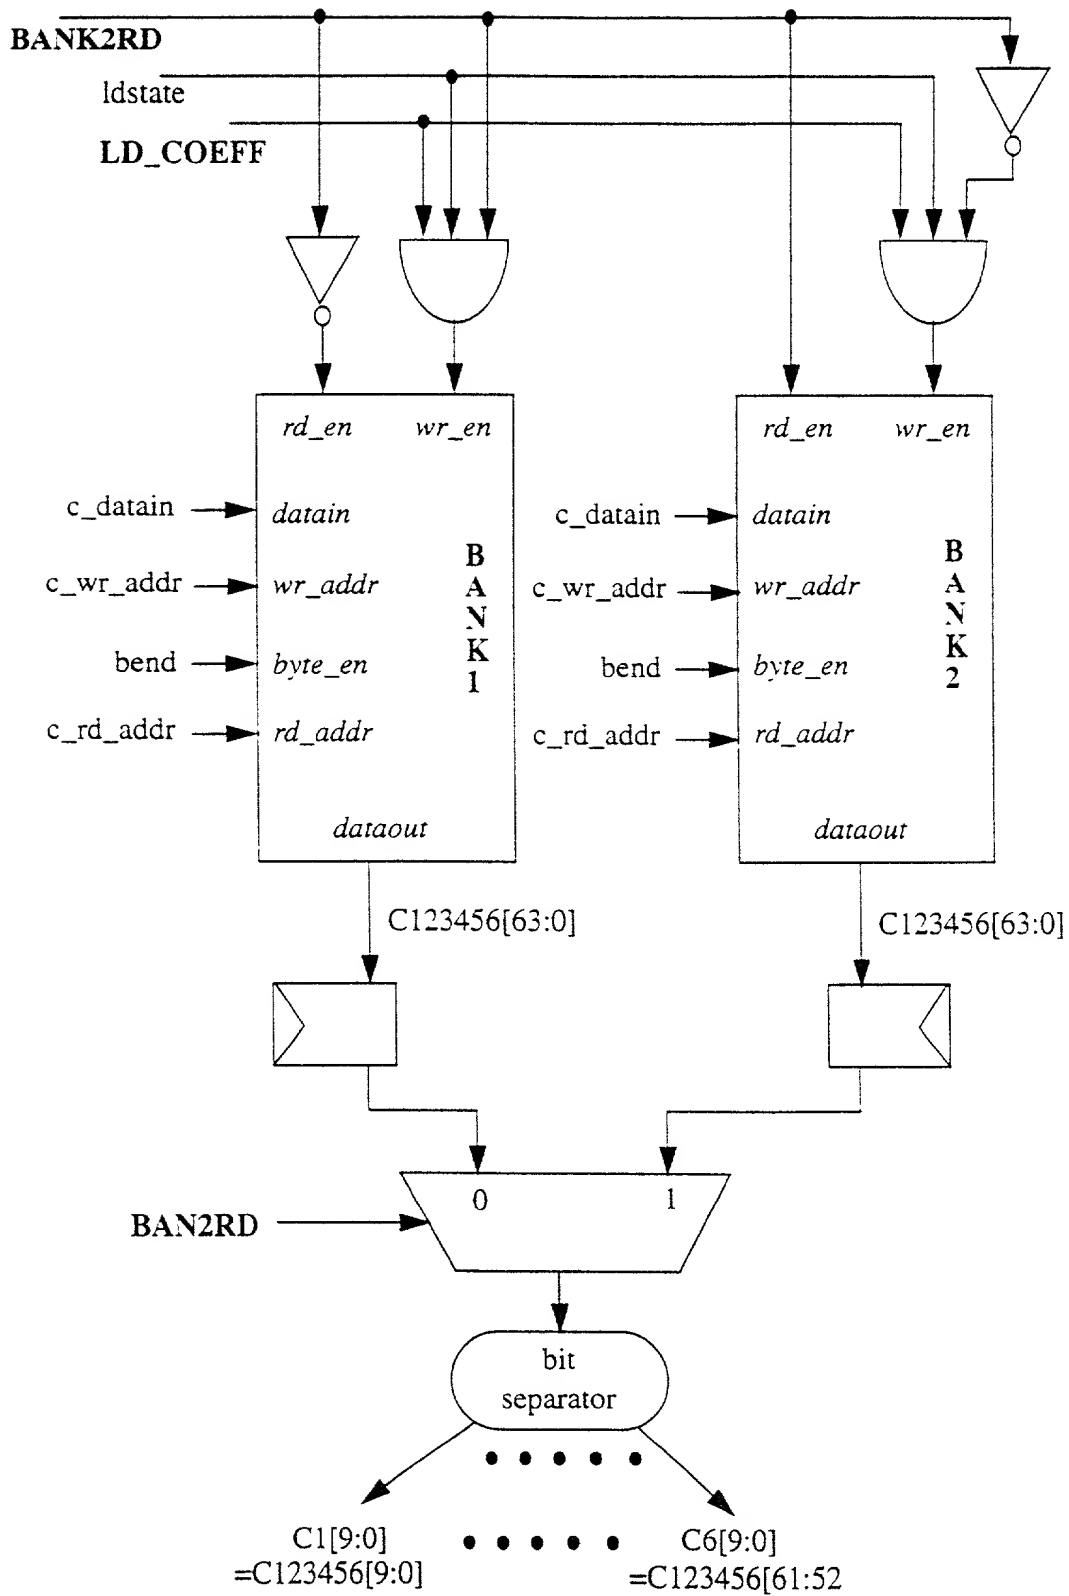 BANK2RD
ldstate
LD_COEFF
rd_en wr_en
rd_en wr_en
c_datain datain
c_datain datain
c_wr_addr wr_addr
c_wr_addr wr_addr
bend byte_en
bend byte_en
c_rd_addr rd_addr
c_rd_addr rd_addr
BANK1
BANK2
dataout
dataout
C123456[63:0]
C123456[63:0]
0 1
BAN2RD
bit
separator
C1[9:0]
=C123456[9:0]
C6[9:0]
=C123456[61:52